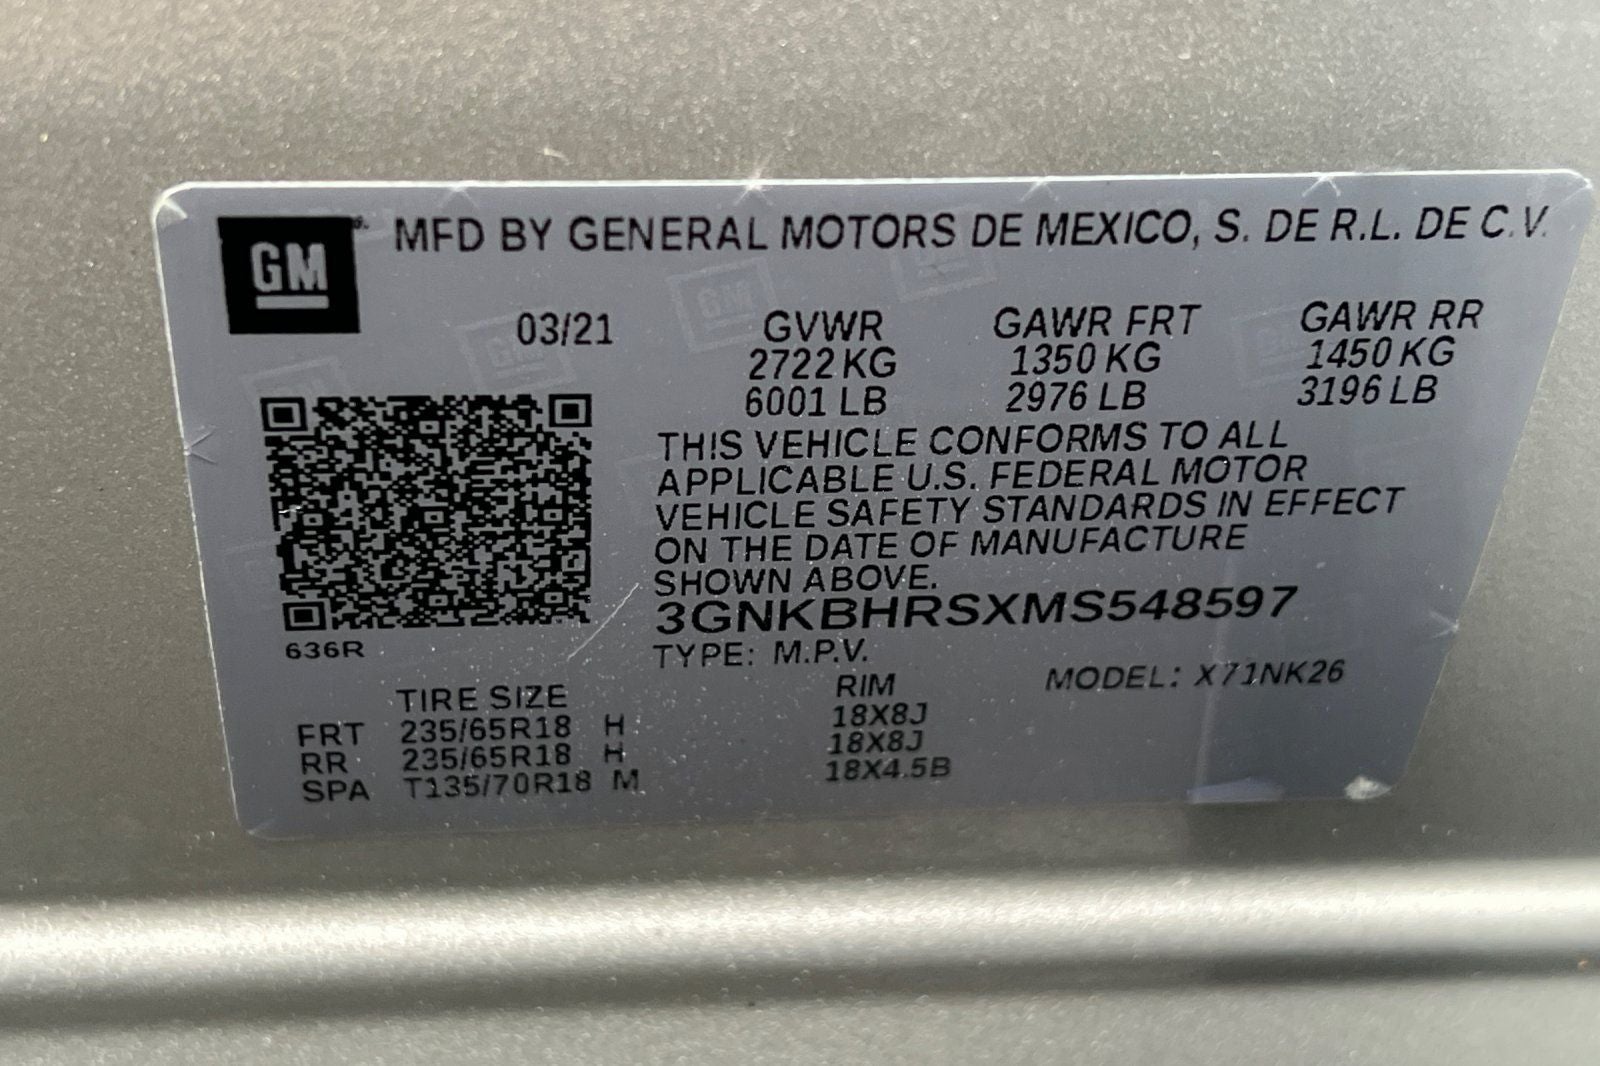 GM MFD BY GENERAL MOTORS DE MEXICO, S. DE R.L. DE C.V.
03/21 GVWR GAWR FRT GAWR RR
2722 KG 1350 KG 1450 KG
6001 LB 2976 LB 3196 LB
THIS VEHICLE CONFORMS TO ALL
APPLICABLE U.S. FEDERAL MOTOR
VEHICLE SAFETY STANDARDS IN EFFECT
ON THE DATE OF MANUFACTURE
SHOWN ABOVE.
3GNKBHRSXMS548597
636R
TYPE: M.P.V. MODEL: X71NK26
TIRE SIZE RIM
FRT 235/65R18 H 18X8J
RR 235/65R18 H 18X8J
SPA T135/70R18 M 18X4.5B